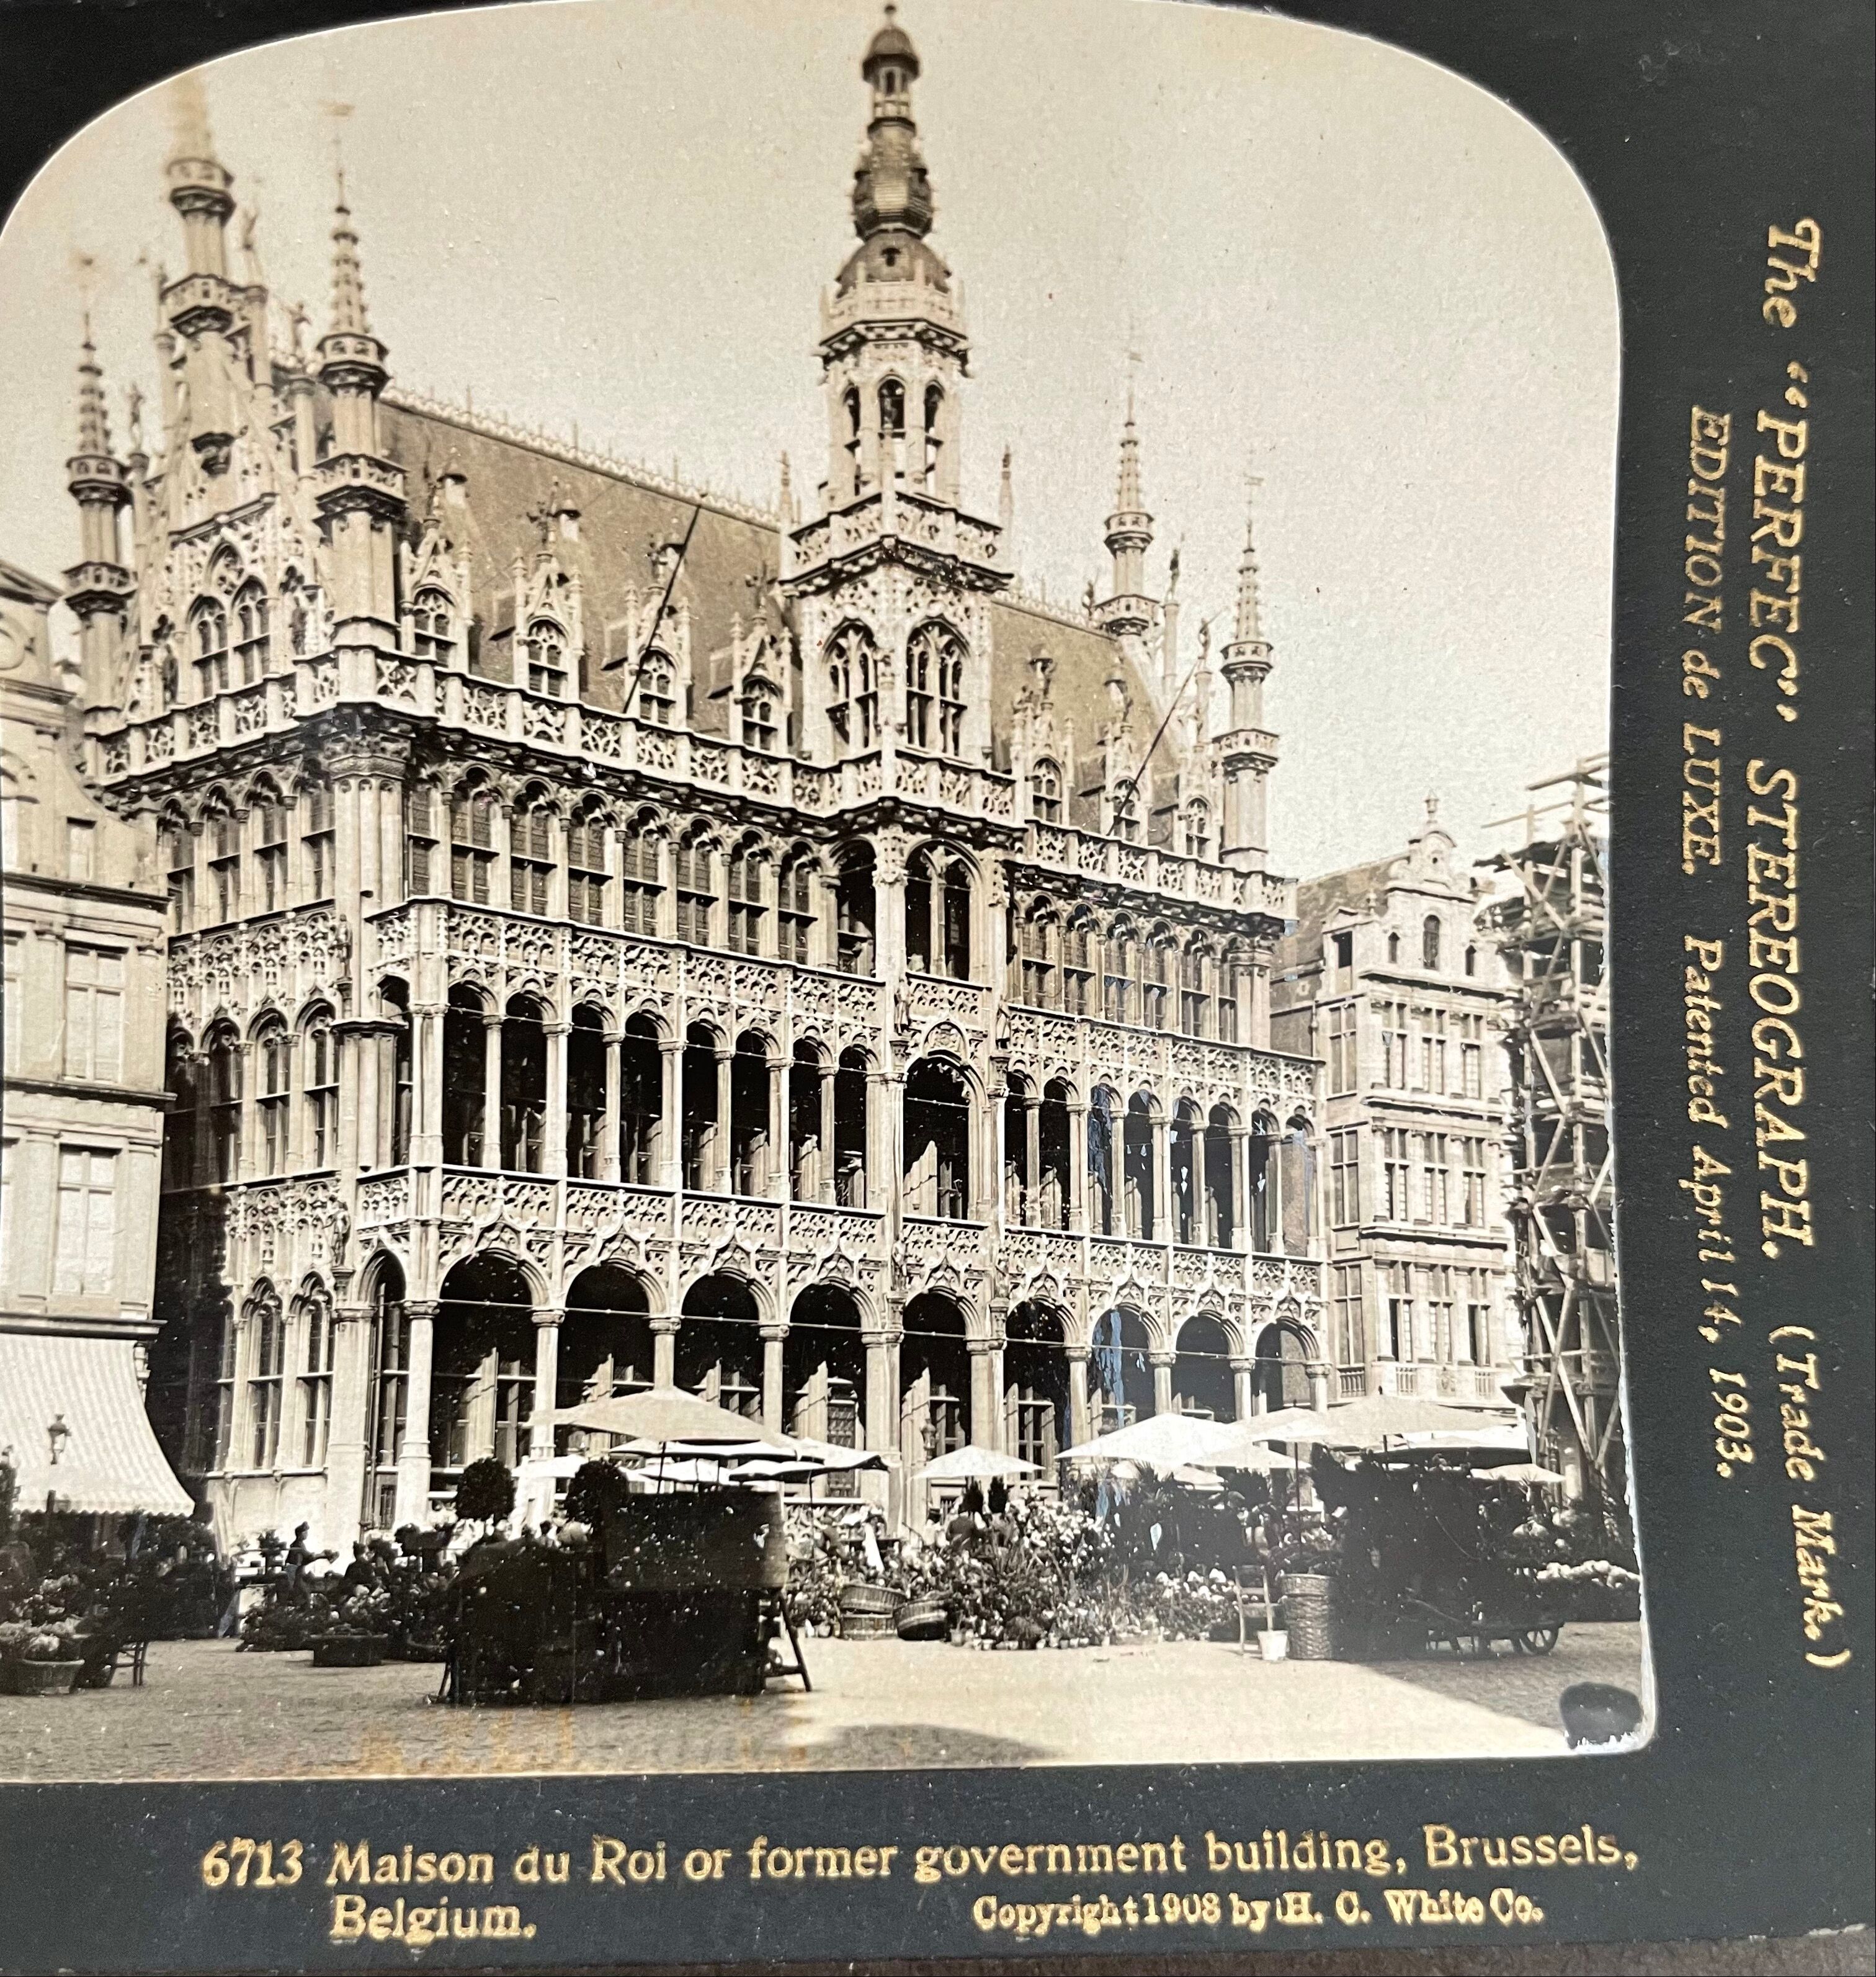 The "PERFEC" STEREOGRAPH. (Trade Mark.)
EDITION de LUXE. Patented April 14, 1903.
6713 Maison du Roi or former government building, Brussels,
Belgium.
Copyright 1908 by H. C. White Co.